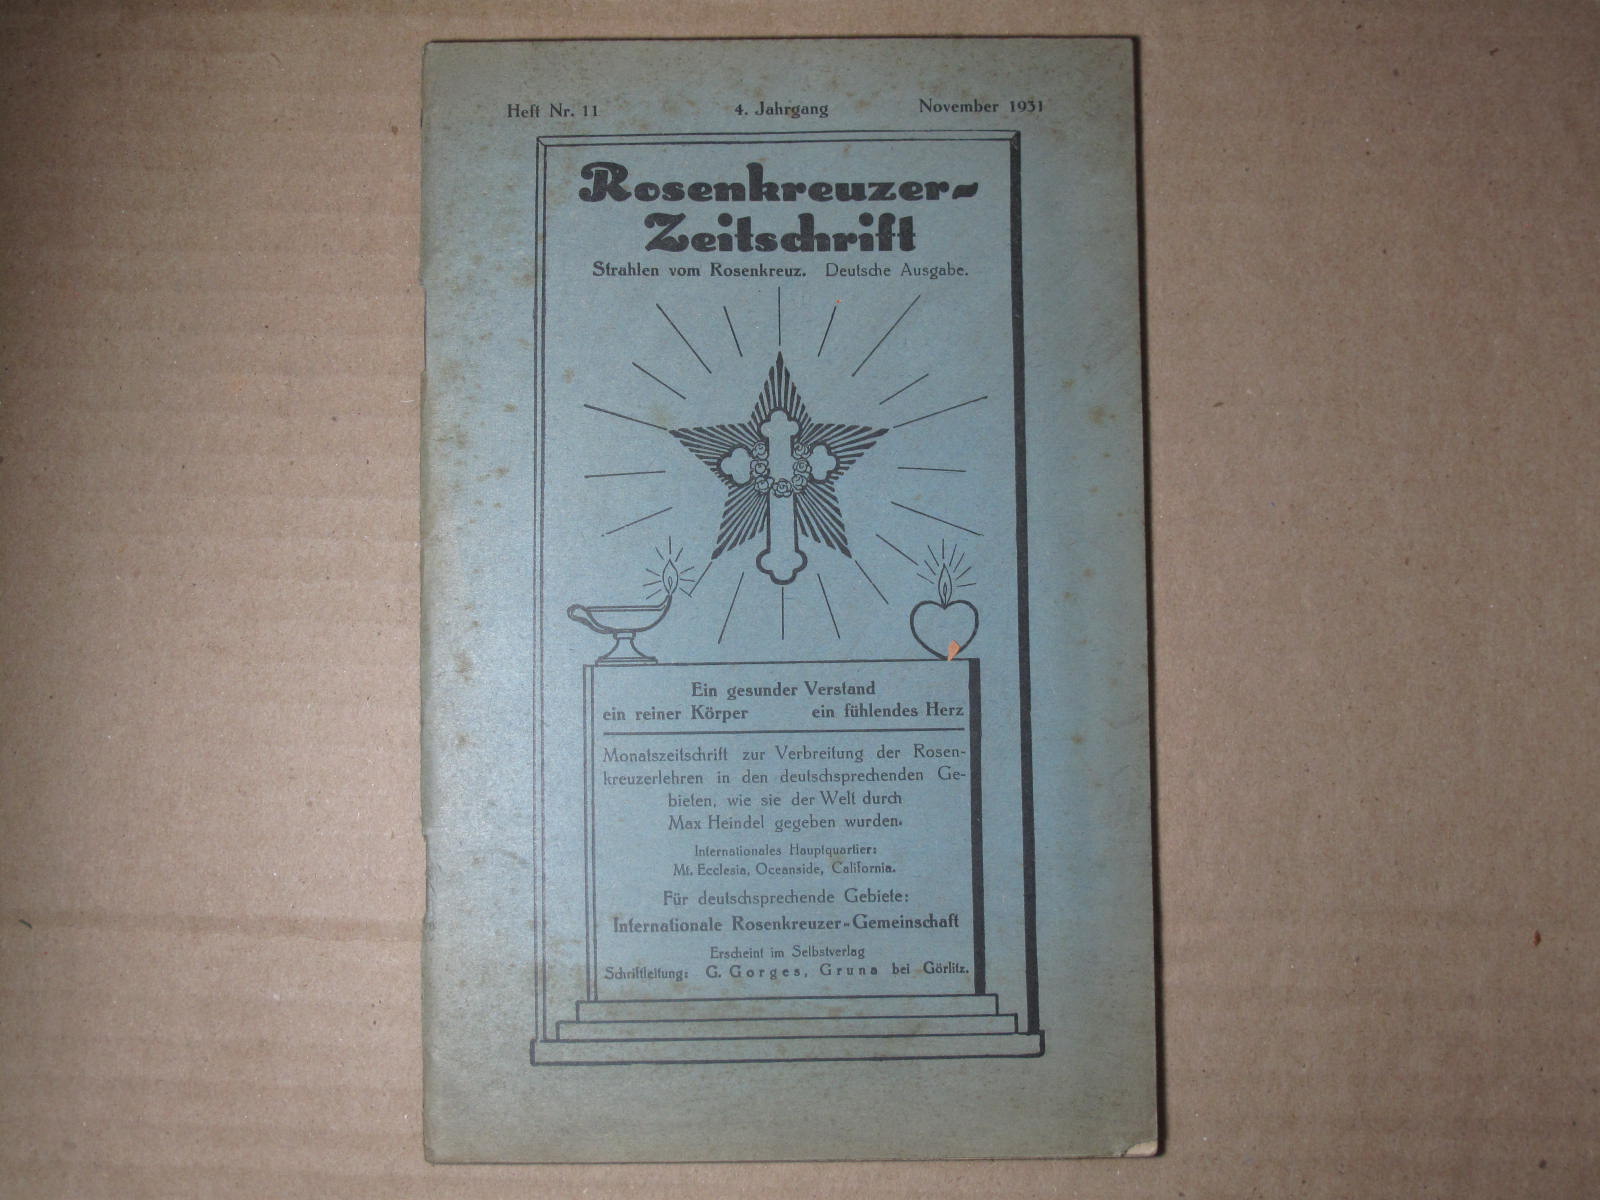 Heft Nr. 11 4. Jahrgang November 1931
Rosenkreuzer-
Zeitschrift
Strahlen vom Rosenkreuz. Deutsche Ausgabe.
Ein gesunder Verstand
ein reiner Körper ein fühlendes Herz
Monatszeitschrift zur Verbreitung der Rosen-
kreuzerlehren in den deutschsprechenden Ge-
bieten, wie sie der Welt durch
Max Heindel gegeben wurden.
Internationales Hauptquartier:
Mt. Ecclesia, Oceanside, California.
Für deutschsprechende Gebiete:
Internationale Rosenkreuzer-Gemeinschaft
Erscheint im Selbstverlag
Schriftleitung: G. Gorges, Gruna bei Görlitz.